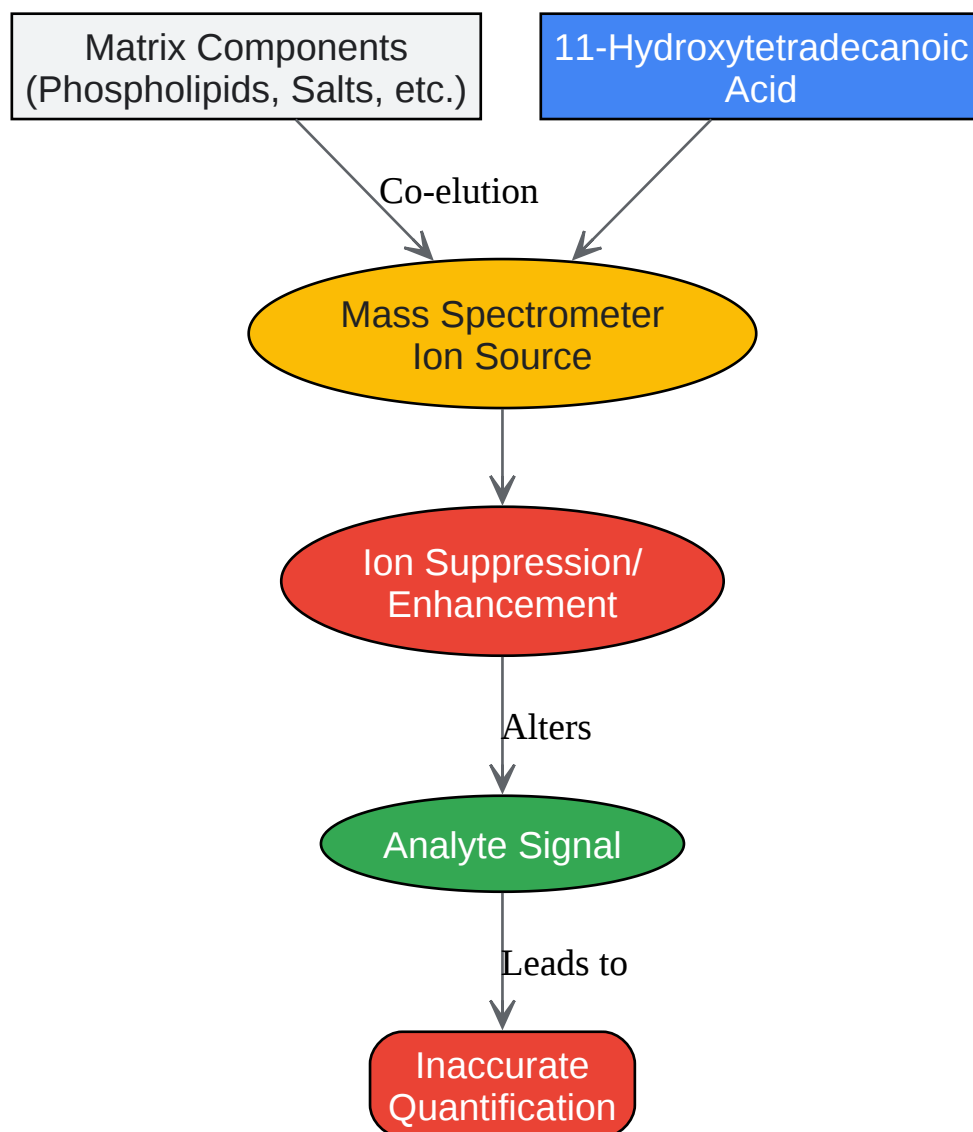 Matrix Components
(Phospholipids, Salts, etc.)
11-Hydroxytetradecanoic
Acid
Co-elution
Mass Spectrometer
Ion Source
Ion Suppression/
Enhancement
Alters
Analyte Signal
Leads to
Inaccurate
Quantification